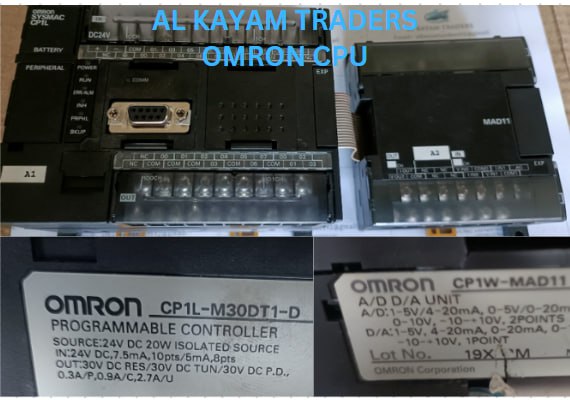 AL KAYAM TRADERS
OMRON CPU
OMRON
SYSMAC
CP1L
DC24V
BATTERY
PERIPHERAL
POWER
RUN
ERR/ALM
INH
PRPHL
BKUP
COMM
EXP
A1
OUT
MAD11
OUT
A2
IN
EXP
OMRON CP1L-M30DT1-D
PROGRAMMABLE CONTROLLER
SOURCE:24V DC 20W ISOLATED SOURCE
IN:24V DC,7.5mA,10pts/5mA,8pts
OUT:30V DC RES/30V DC TUN/30V DC P.D.,
0.3A/P,0.9A/C,2.7A/U
OMRON CP1W-MAD11
A/D D/A UNIT
A/D:1-5V/4-20mA, 0-5V/0-20m
0-10V, -10-+10V, 2POINTS
D/A:1-5V, 4-20mA, 0-20mA, 0-
-10-+10V, 1POINT
Lot No. 19X
OMRON Corporation